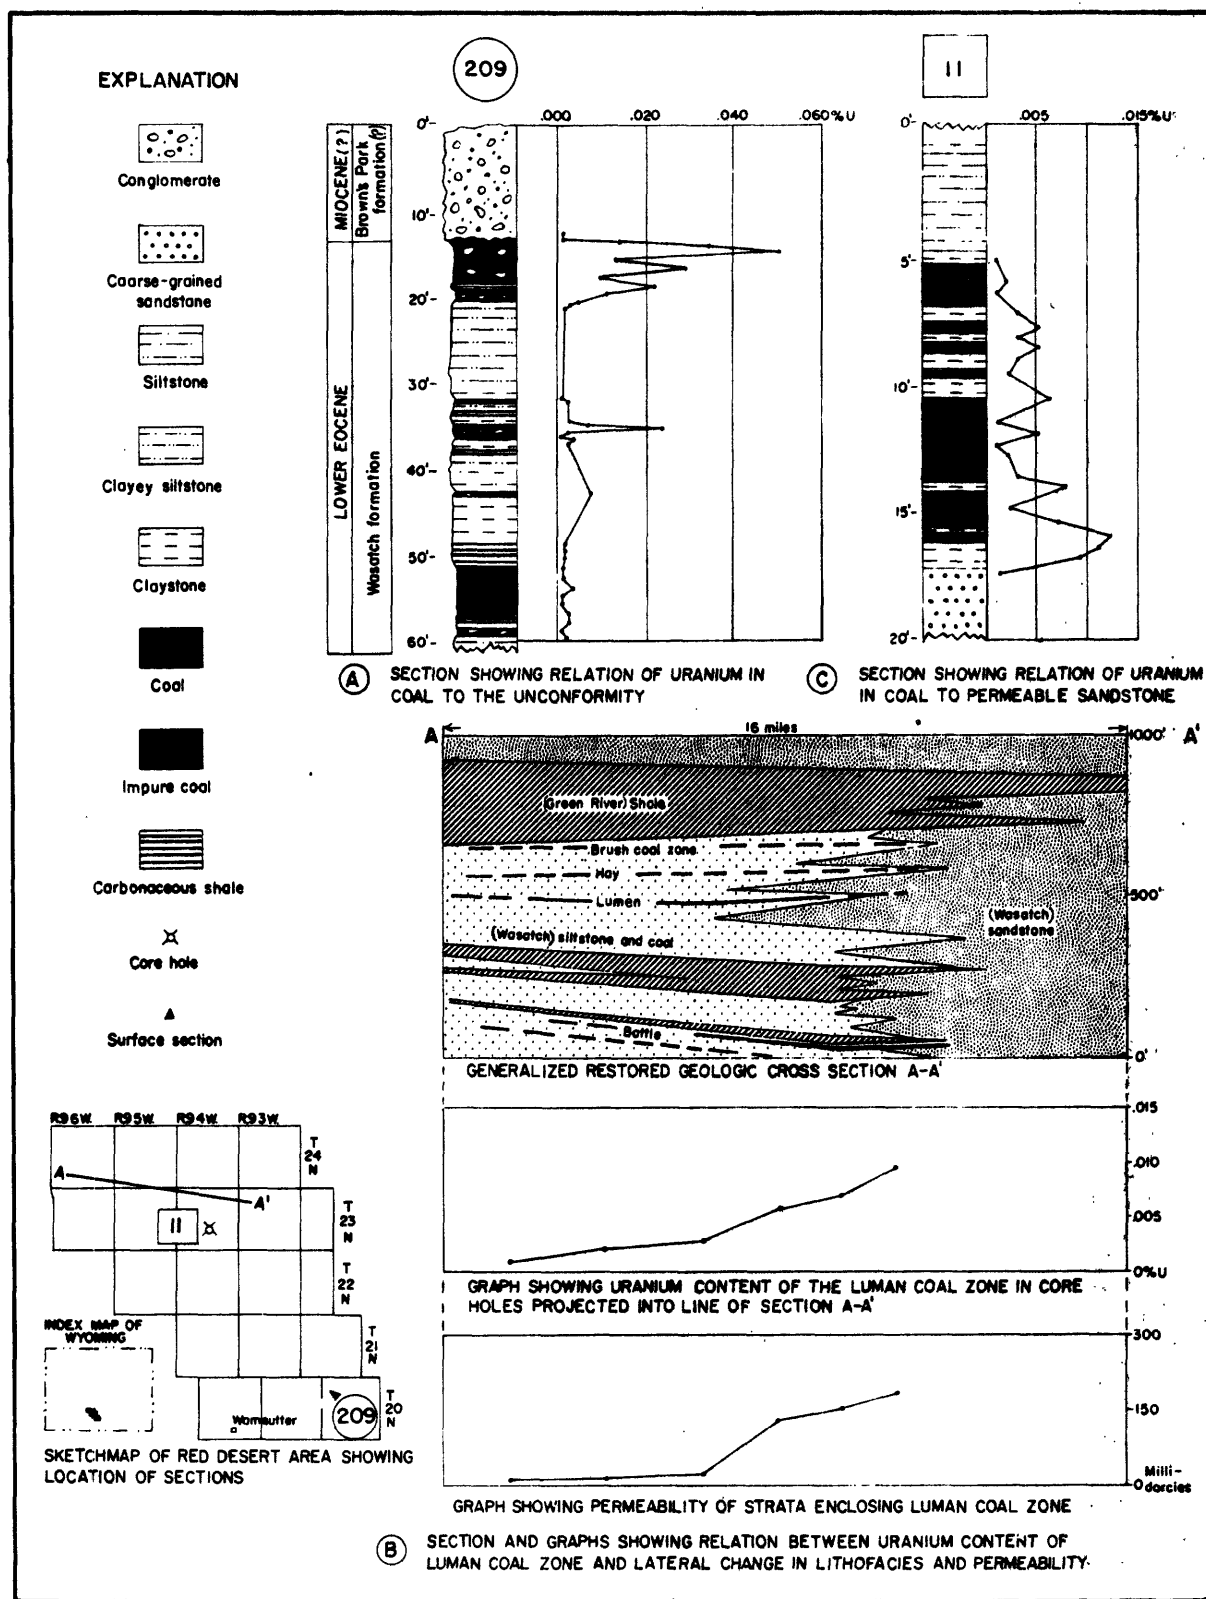 EXPLANATION
Conglomerate
Coarse-grained
sandstone
Siltstone
Clayey siltstone
Claystone
Coal
Impure coal
Carbonaceous shale
Core hole
Surface section
209
.000 .020 .040 .060%U
0'
10'
20'
30'
40'
50'
60'
MIOCENE(?)
Brown's Park
formation(?)
LOWER EOCENE
Wasatch formation
A SECTION SHOWING RELATION OF URANIUM IN
COAL TO THE UNCONFORMITY
11
.005 .015%U
0'
5'
10'
15'
20'
C SECTION SHOWING RELATION OF URANIUM
IN COAL TO PERMEABLE SANDSTONE
A 16 miles A'
1000'
500'
0'
(Green River) Shale
Brush coal zone
Hay
Lumen
(Wasatch) siltstone and coal
(Wasatch)
sandstone
Battle
GENERALIZED RESTORED GEOLOGIC CROSS SECTION A-A'
.015
.010
.005
0%U
GRAPH SHOWING URANIUM CONTENT OF THE LUMAN COAL ZONE IN CORE
HOLES PROJECTED INTO LINE OF SECTION A-A'
300
150
0 Milli-
darcies
GRAPH SHOWING PERMEABILITY OF STRATA ENCLOSING LUMAN COAL ZONE
B SECTION AND GRAPHS SHOWING RELATION BETWEEN URANIUM CONTENT OF
LUMAN COAL ZONE AND LATERAL CHANGE IN LITHOFACIES AND PERMEABILITY
R96W. R95W. R94W. R93W.
T
24
N
A A'
T
23
N
11
T
22
N
T
21
N
T
20
N
Wamsutter
209
INDEX MAP OF
WYOMING
SKETCHMAP OF RED DESERT AREA SHOWING
LOCATION OF SECTIONS